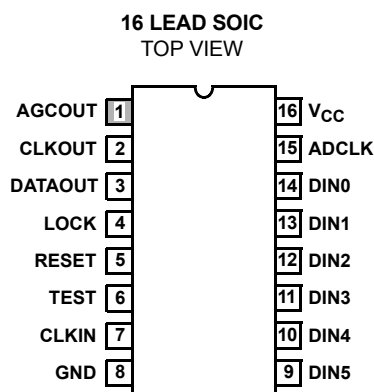 16 LEAD SOIC
TOP VIEW
AGCOUT 1 16 VCC
CLKOUT 2 15 ADCLK
DATAOUT 3 14 DIN0
LOCK 4 13 DIN1
RESET 5 12 DIN2
TEST 6 11 DIN3
CLKIN 7 10 DIN4
GND 8 9 DIN5